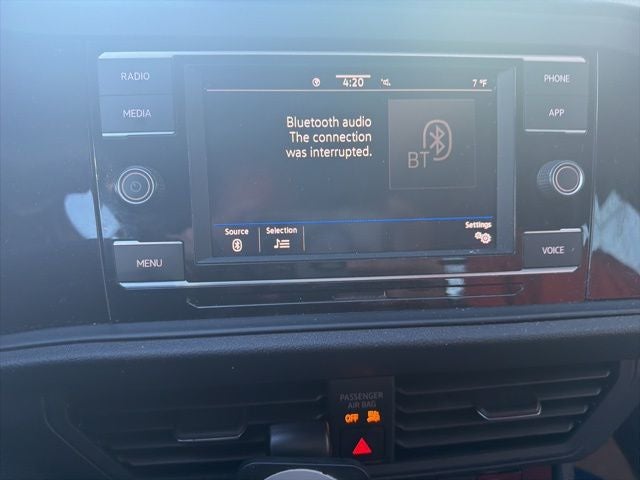 RADIO
MEDIA
MENU
4:20
7 °F
Bluetooth audio
The connection
was interrupted.
BT
Source
Selection
Settings
PHONE
APP
VOICE
PASSENGER
AIR BAG
OFF